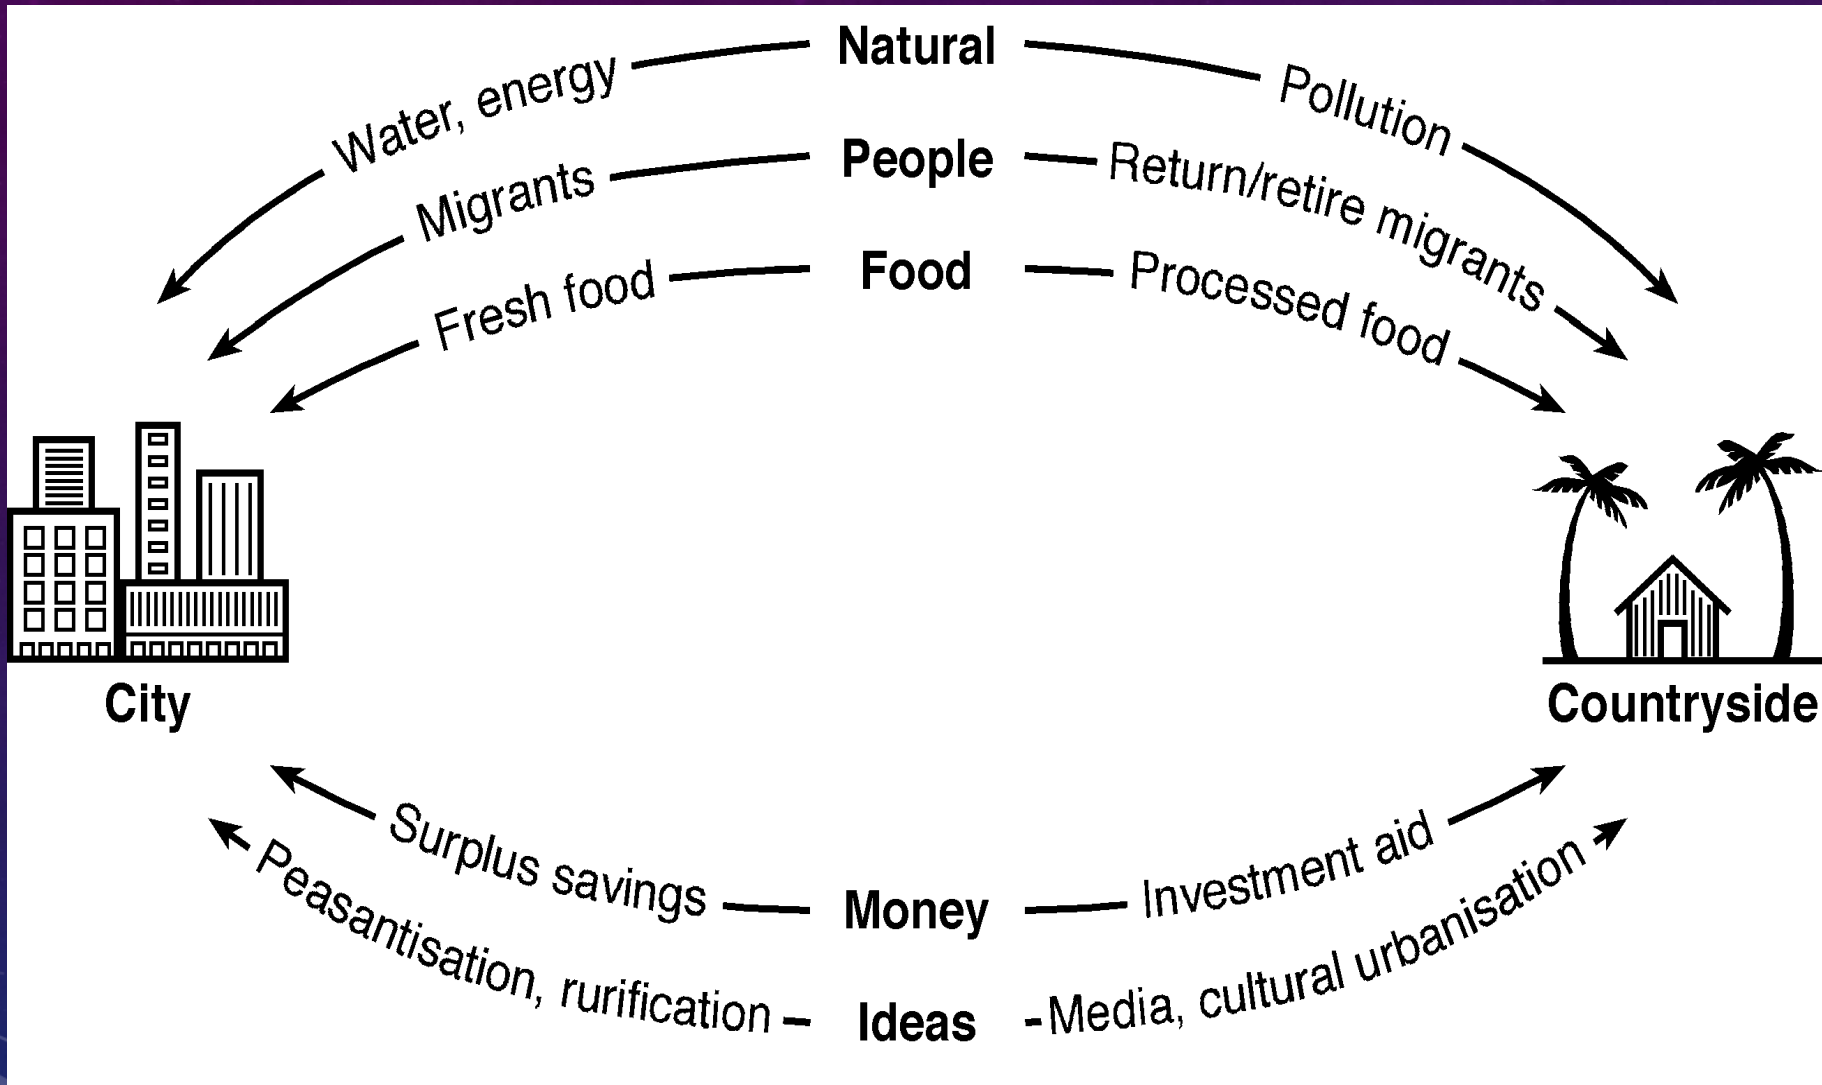 Water, energy Natural Pollution
Migrants People Return/retire migrants
Fresh food Food Processed food
City Countryside
Surplus savings Money Investment aid
Peasantisation, rurification Ideas Media, cultural urbanisation